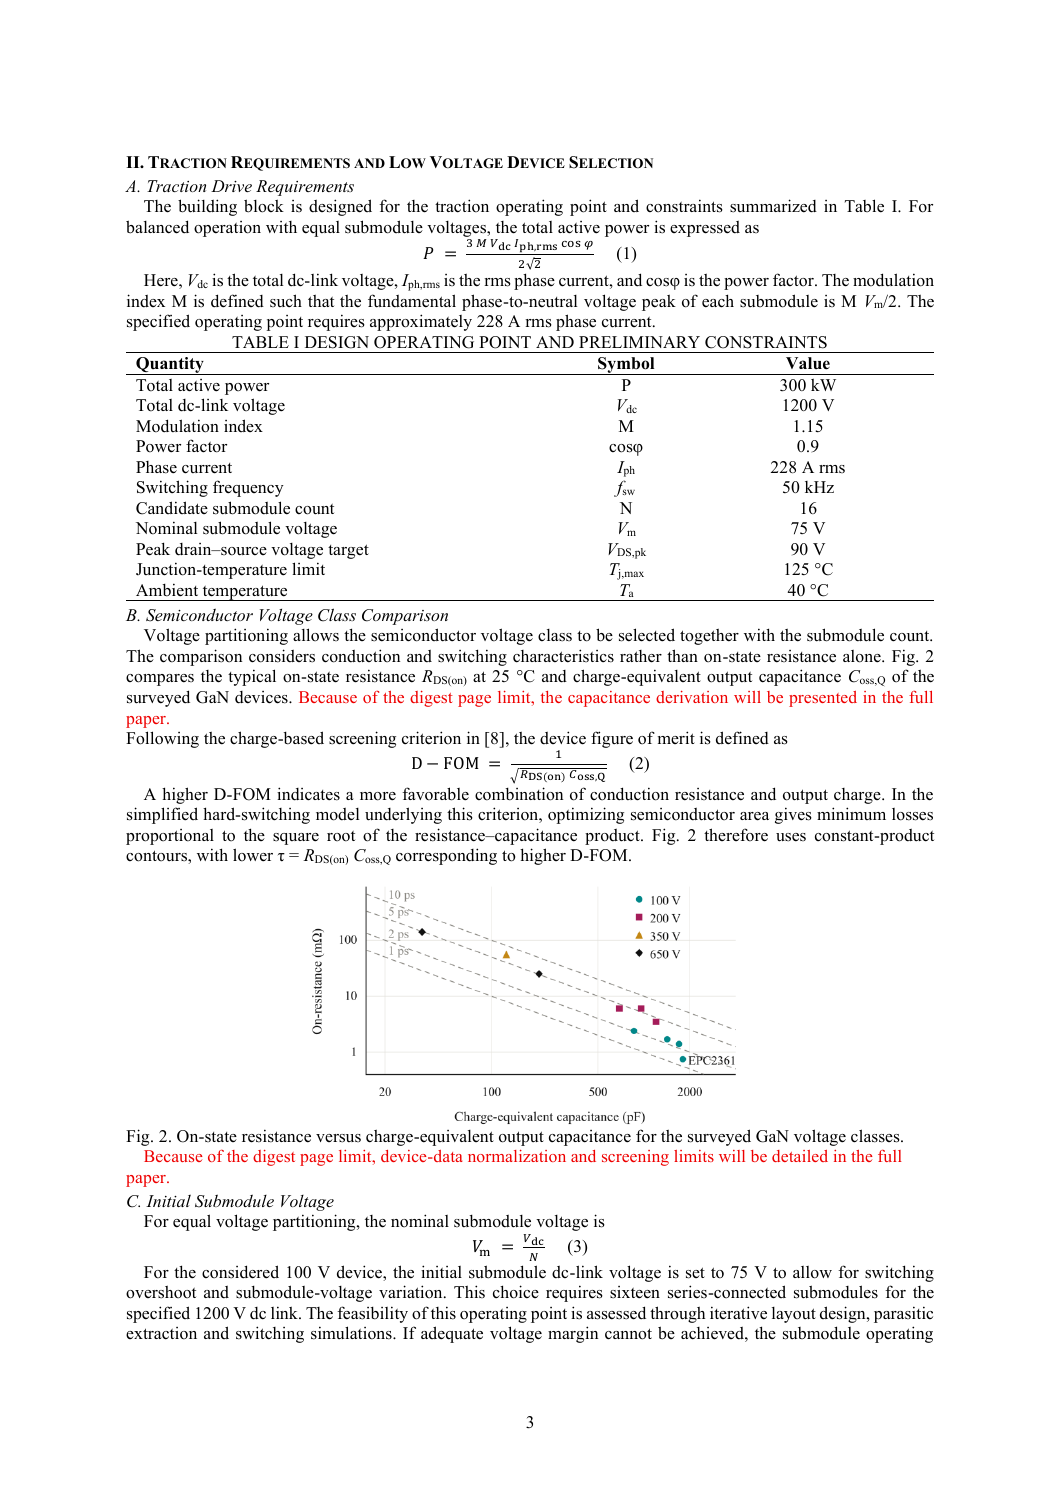 II. TRACTION REQUIREMENTS AND LOW VOLTAGE DEVICE SELECTION
A. Traction Drive Requirements
The building block is designed for the traction operating point and constraints summarized in Table I. For
balanced operation with equal submodule voltages, the total active power is expressed as
P = 3 M Vdc Iph,rms cos φ / 2√2 (1)
Here, Vdc is the total dc-link voltage, Iph,rms is the rms phase current, and cosφ is the power factor. The modulation
index M is defined such that the fundamental phase-to-neutral voltage peak of each submodule is M Vm/2. The
specified operating point requires approximately 228 A rms phase current.
TABLE I DESIGN OPERATING POINT AND PRELIMINARY CONSTRAINTS
Quantity Symbol Value
Total active power P 300 kW
Total dc-link voltage Vdc 1200 V
Modulation index M 1.15
Power factor cosφ 0.9
Phase current Iph 228 A rms
Switching frequency fsw 50 kHz
Candidate submodule count N 16
Nominal submodule voltage Vm 75 V
Peak drain–source voltage target VDS,pk 90 V
Junction-temperature limit Tj,max 125 °C
Ambient temperature Ta 40 °C
B. Semiconductor Voltage Class Comparison
Voltage partitioning allows the semiconductor voltage class to be selected together with the submodule count.
The comparison considers conduction and switching characteristics rather than on-state resistance alone. Fig. 2
compares the typical on-state resistance RDS(on) at 25 °C and charge-equivalent output capacitance Coss,Q of the
surveyed GaN devices. Because of the digest page limit, the capacitance derivation will be presented in the full
paper.
Following the charge-based screening criterion in [8], the device figure of merit is defined as
D − FOM = 1 / √RDS(on) Coss,Q (2)
A higher D-FOM indicates a more favorable combination of conduction resistance and output charge. In the
simplified hard-switching model underlying this criterion, optimizing semiconductor area gives minimum losses
proportional to the square root of the resistance–capacitance product. Fig. 2 therefore uses constant-product
contours, with lower τ = RDS(on) Coss,Q corresponding to higher D-FOM.
10 ps
5 ps
2 ps
1 ps
100 V
200 V
350 V
650 V
On-resistance (mΩ)
100
10
1
EPC2361
20 100 500 2000
Charge-equivalent capacitance (pF)
Fig. 2. On-state resistance versus charge-equivalent output capacitance for the surveyed GaN voltage classes.
Because of the digest page limit, device-data normalization and screening limits will be detailed in the full
paper.
C. Initial Submodule Voltage
For equal voltage partitioning, the nominal submodule voltage is
Vm = Vdc / N (3)
For the considered 100 V device, the initial submodule dc-link voltage is set to 75 V to allow for switching
overshoot and submodule-voltage variation. This choice requires sixteen series-connected submodules for the
specified 1200 V dc link. The feasibility of this operating point is assessed through iterative layout design, parasitic
extraction and switching simulations. If adequate voltage margin cannot be achieved, the submodule operating
3